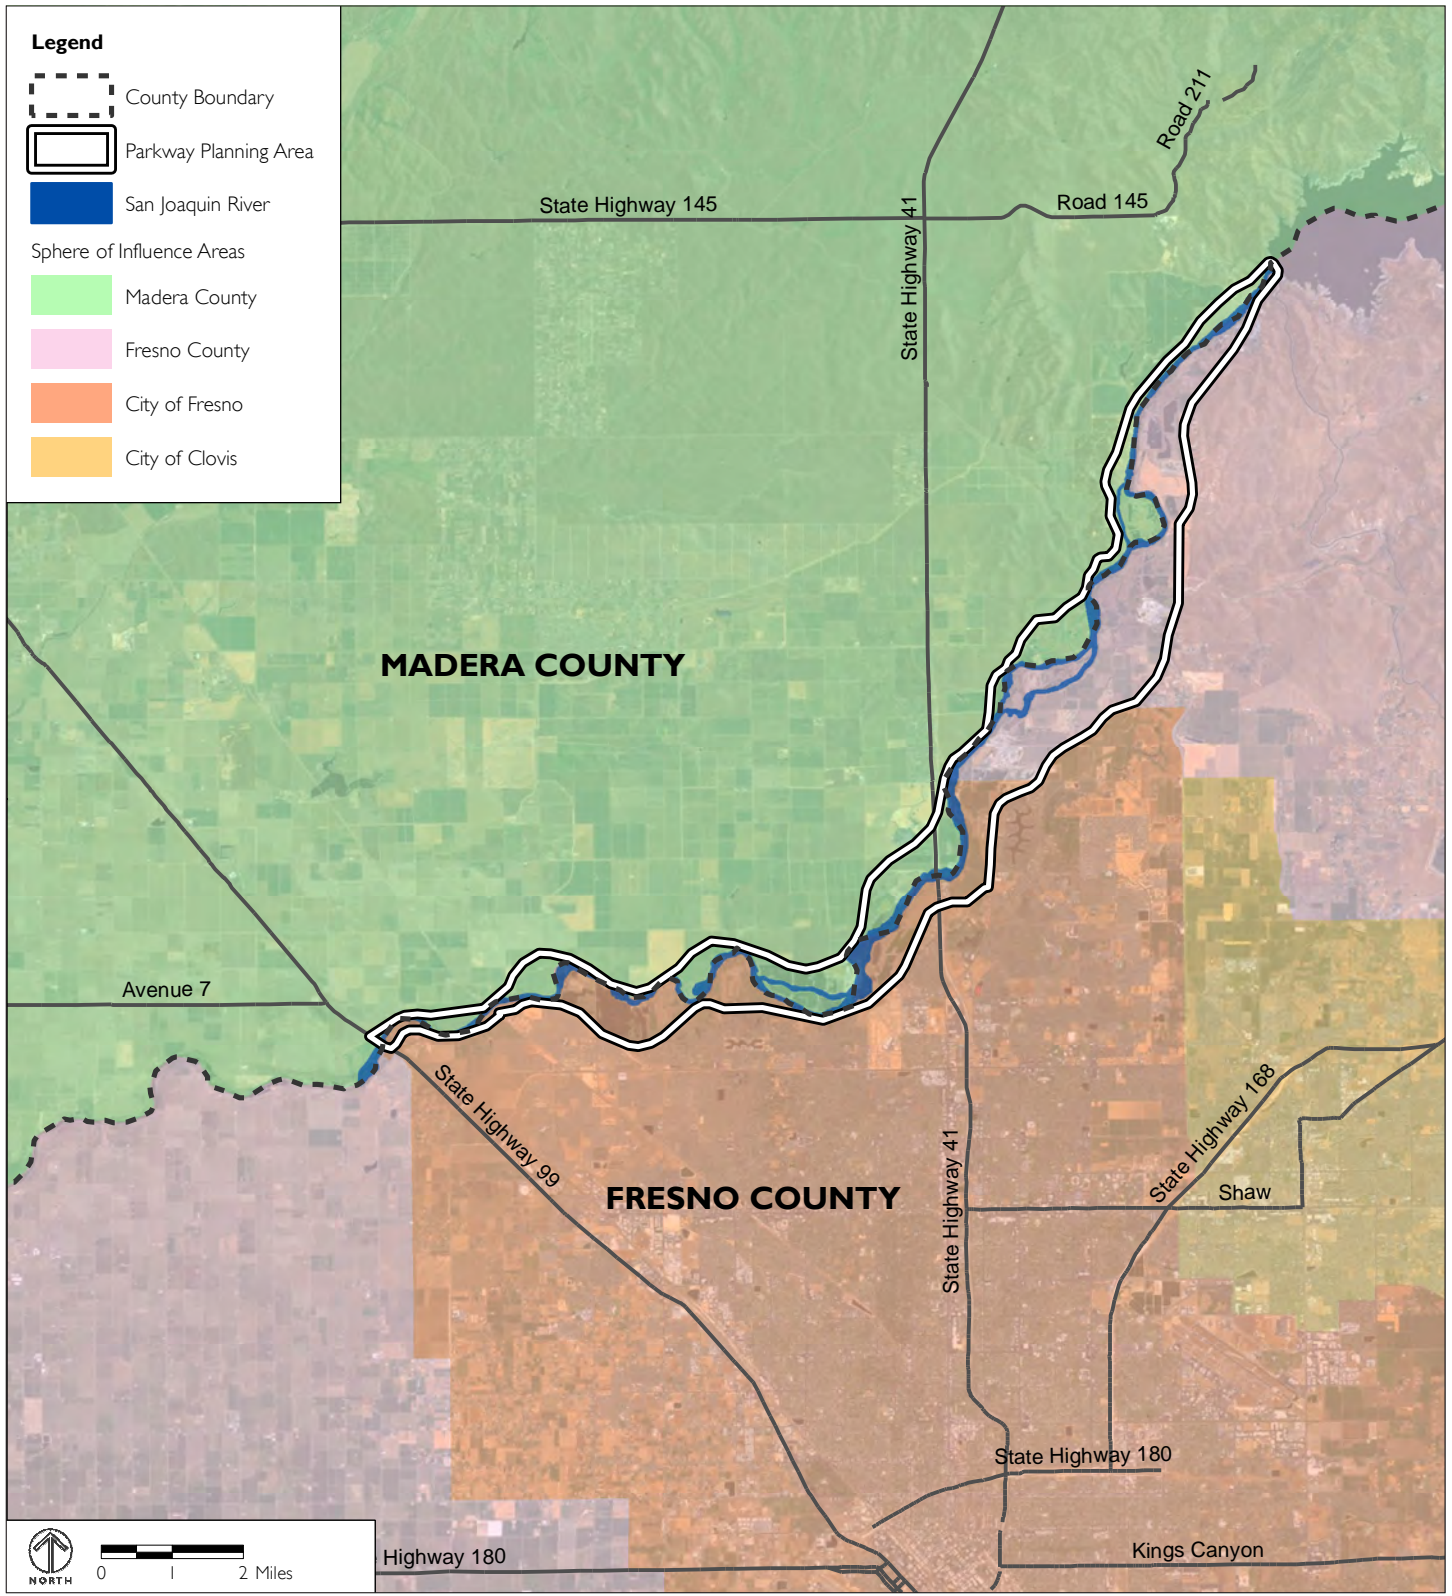 Legend
County Boundary
Parkway Planning Area
San Joaquin River
Sphere of Influence Areas
Madera County
Fresno County
City of Fresno
City of Clovis
Road 211
State Highway 145
Road 145
State Highway 41
MADERA COUNTY
Avenue 7
State Highway 99
State Highway 168
State Highway 41
Shaw
FRESNO COUNTY
State Highway 180
Kings Canyon
e Highway 180
NORTH
0 1 2 Miles